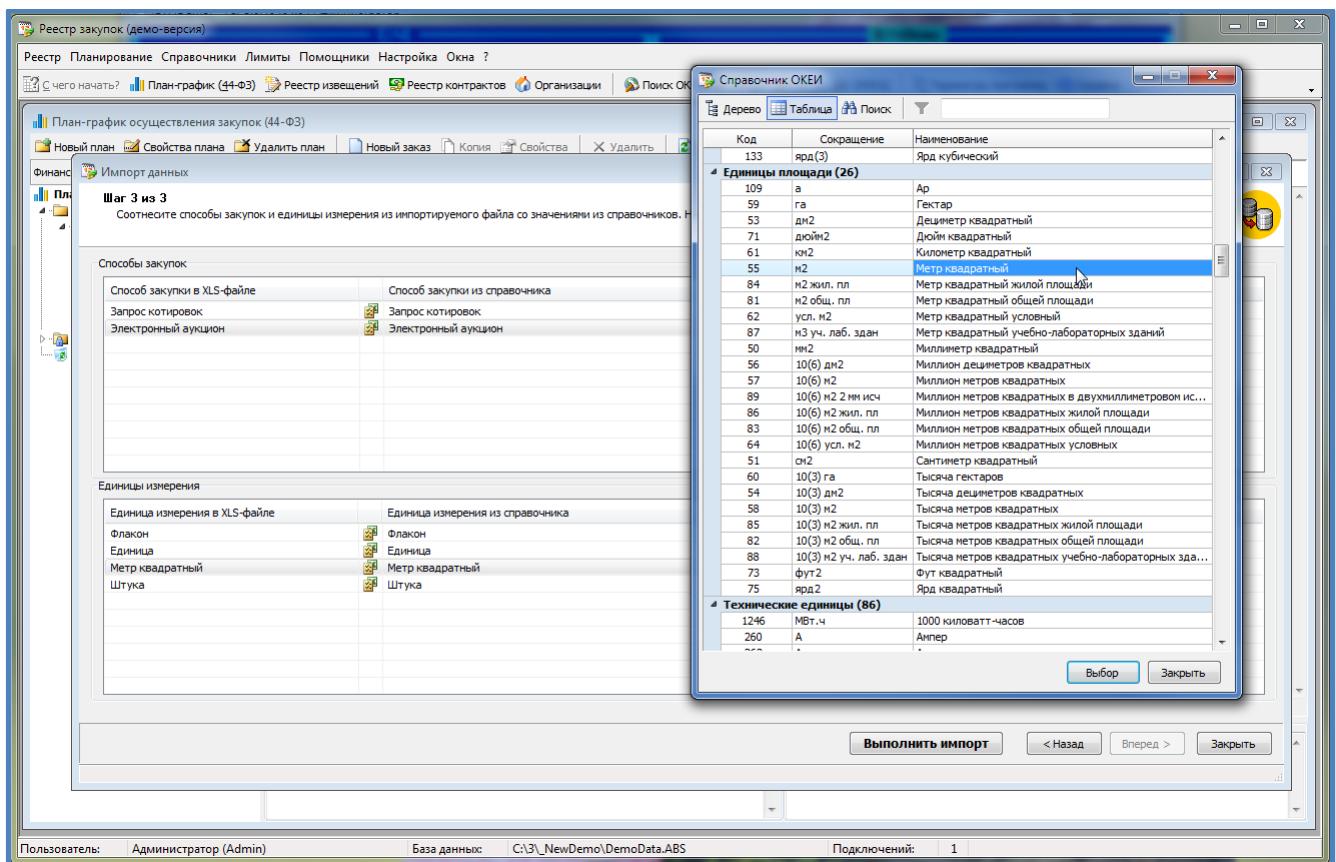 Реестр закупок (демо-версия)
Реестр Планирование Справочники Лимиты Помощники Настройка Окна ?
С чего начать? План-график (44-ФЗ) Реестр извещений Реестр контрактов Организации Поиск ОК
План-график осуществления закупок (44-ФЗ)
Новый план Свойства плана Удалить план Новый заказ Копия Свойства Удалить
Финанс
Импорт данных
Шаг 3 из 3
Соотнесите способы закупок и единицы измерения из импортируемого файла со значениями из справочников. Н
Способы закупок
Способ закупки в XLS-файле Способ закупки из справочника
Запрос котировок Запрос котировок
Электронный аукцион Электронный аукцион
Единицы измерения
Единица измерения в XLS-файле Единица измерения из справочника
Флакон Флакон
Единица Единица
Метр квадратный Метр квадратный
Штука Штука
Выполнить импорт < Назад Вперед > Закрыть
Справочник ОКЕИ
Дерево Таблица Поиск
Код Сокращение Наименование
133 ярд(3) Ярд кубический
Единицы площади (26)
109 а Ар
59 га Гектар
53 дм2 Дециметр квадратный
71 дюйм2 Дюйм квадратный
61 км2 Километр квадратный
55 м2 Метр квадратный
84 м2 жил. пл Метр квадратный жилой площади
81 м2 общ. пл Метр квадратный общей площади
62 усл. м2 Метр квадратный условный
87 м3 уч. лаб. здан Метр квадратный учебно-лабораторных зданий
50 мм2 Миллиметр квадратный
56 10(6) дм2 Миллион дециметров квадратных
57 10(6) м2 Миллион метров квадратных
89 10(6) м2 2 мм исч Миллион метров квадратных в двухмиллиметровом ис...
86 10(6) м2 жил. пл Миллион метров квадратных жилой площади
83 10(6) м2 общ. пл Миллион метров квадратных общей площади
64 10(6) усл. м2 Миллион метров квадратных условных
51 см2 Сантиметр квадратный
60 10(3) га Тысяча гектаров
54 10(3) дм2 Тысяча дециметров квадратных
58 10(3) м2 Тысяча метров квадратных
85 10(3) м2 жил. пл Тысяча метров квадратных жилой площади
82 10(3) м2 общ. пл Тысяча метров квадратных общей площади
88 10(3) м2 уч. лаб. здан Тысяча метров квадратных учебно-лабораторных зда...
73 фут2 Фут квадратный
75 ярд2 Ярд квадратный
Технические единицы (86)
1246 МВт.ч 1000 киловатт-часов
260 А Ампер
Выбор Закрыть
Пользователь: Администратор (Admin) База данных: C:\3\_NewDemo\DemoData.ABS Подключений: 1